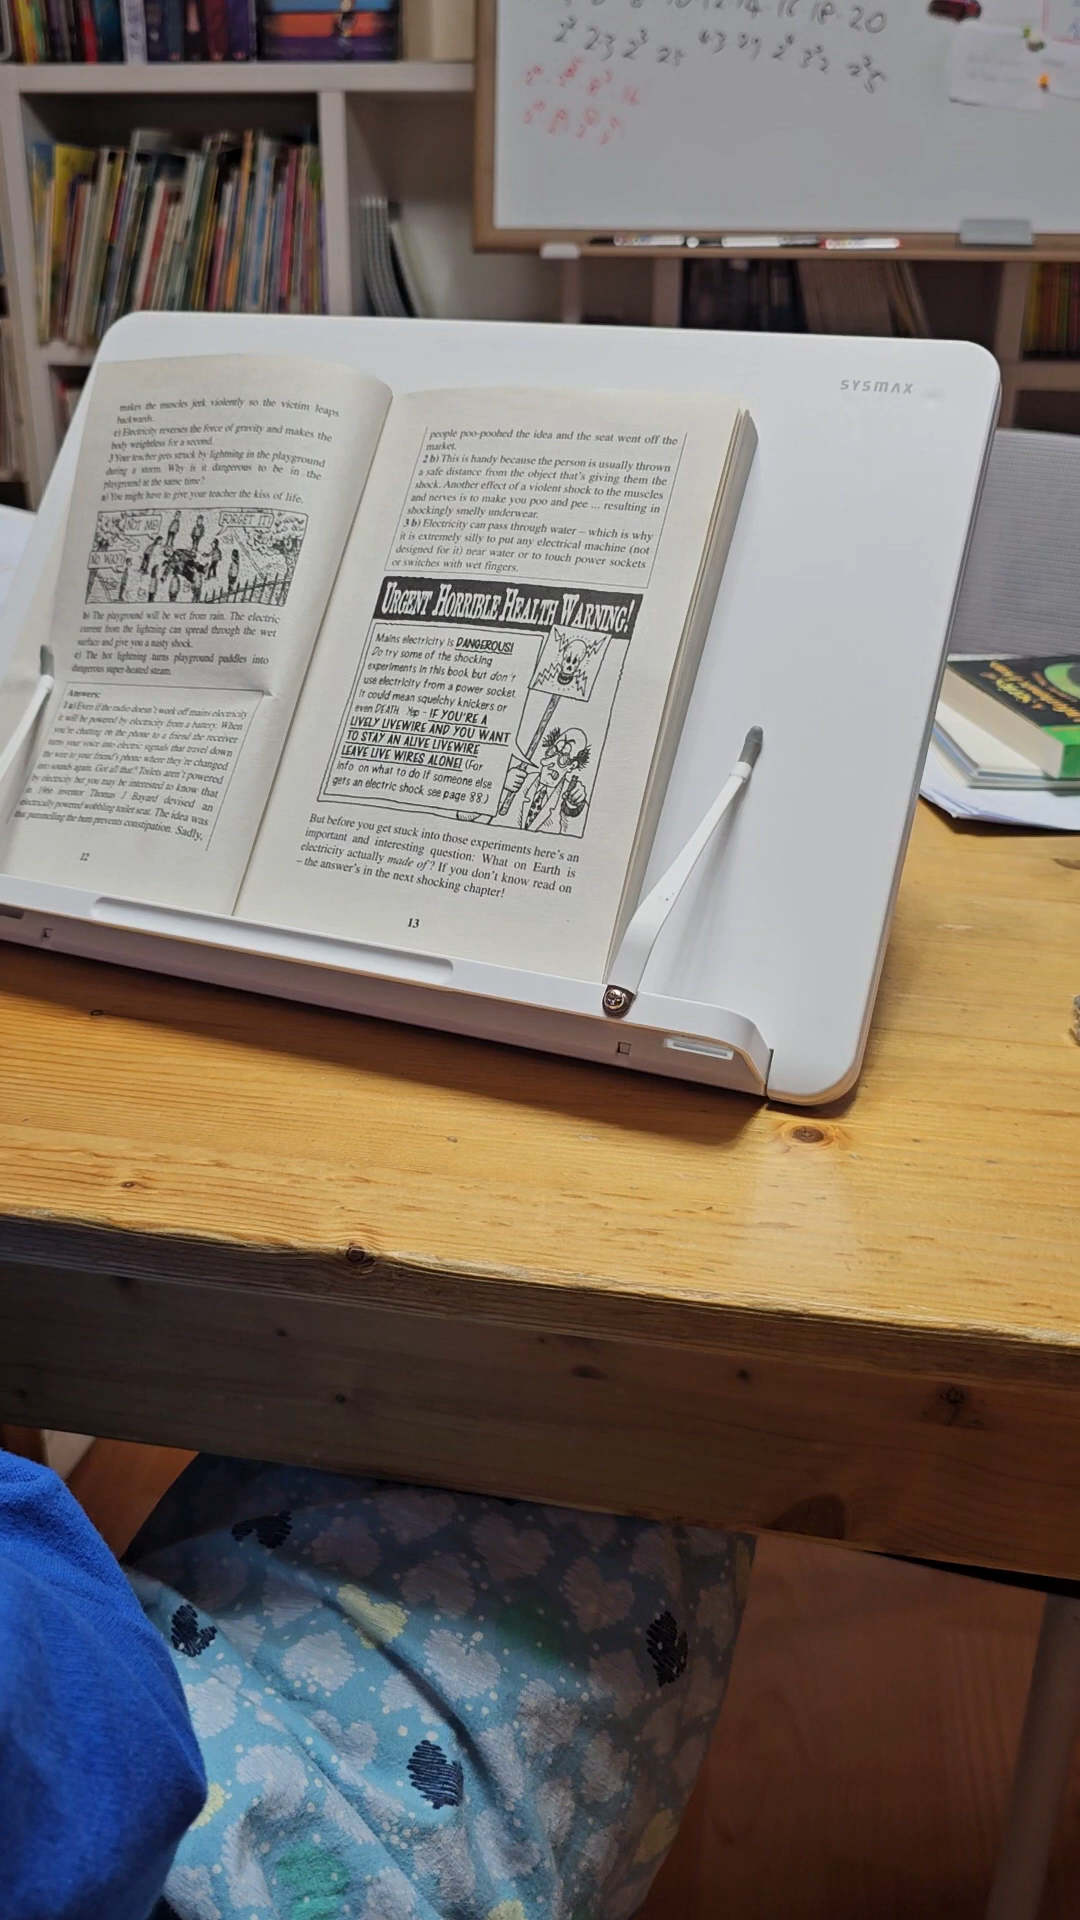 18 20
SYSMAX
makes the muscles jerk violently so the victim leaps
backwards.
c) Electricity reverses the force of gravity and makes the
body weightless for a second.
3 Your teacher gets struck by lightning in the playground
during a storm. Why is it dangerous to be in the
playground at the same time?
a) You might have to give your teacher the kiss of life.
NOT ME!
FORGET IT!
NO WAY!
b) The playground will be wet from rain. The electric
current from the lightning can spread through the wet
surface and give you a nasty shock.
c) The hot lightning turns playground puddles into
dangerous super-heated steam.
Answers:
1 a) Even if the radio doesn't work off mains electricity
it will be powered by electricity from a battery. When
you're chatting on the phone to a friend the receiver
turns your voice into electric signals that travel down
the wire to your friend's phone where they're changed
into sounds again. Got all that? Toilets aren't powered
by electricity but you may be interested to know that
in 1966 inventor Thomas J Bayard devised an
electrically powered wobbling toilet seat. The idea was
that pummelling the bum prevents constipation. Sadly,
12
people poo-poohed the idea and the seat went off the
market.
2 b) This is handy because the person is usually thrown
a safe distance from the object that's giving them the
shock. Another effect of a violent shock to the muscles
and nerves is to make you poo and pee ... resulting in
shockingly smelly underwear.
3 b) Electricity can pass through water – which is why
it is extremely silly to put any electrical machine (not
designed for it) near water or to touch power sockets
or switches with wet fingers.
URGENT HORRIBLE HEALTH WARNING!
Mains electricity is DANGEROUS!
Do try some of the shocking
experiments in this book but don't
use electricity from a power socket.
It could mean squelchy knickers or
even DEATH. Yep - IF YOU'RE A
LIVELY LIVEWIRE AND YOU WANT
TO STAY AN ALIVE LIVEWIRE
LEAVE LIVE WIRES ALONE! (For
info on what to do if someone else
gets an electric shock see page 88.)
But before you get stuck into those experiments here's an
important and interesting question: What on Earth is
electricity actually made of? If you don't know read on
– the answer's in the next shocking chapter!
13